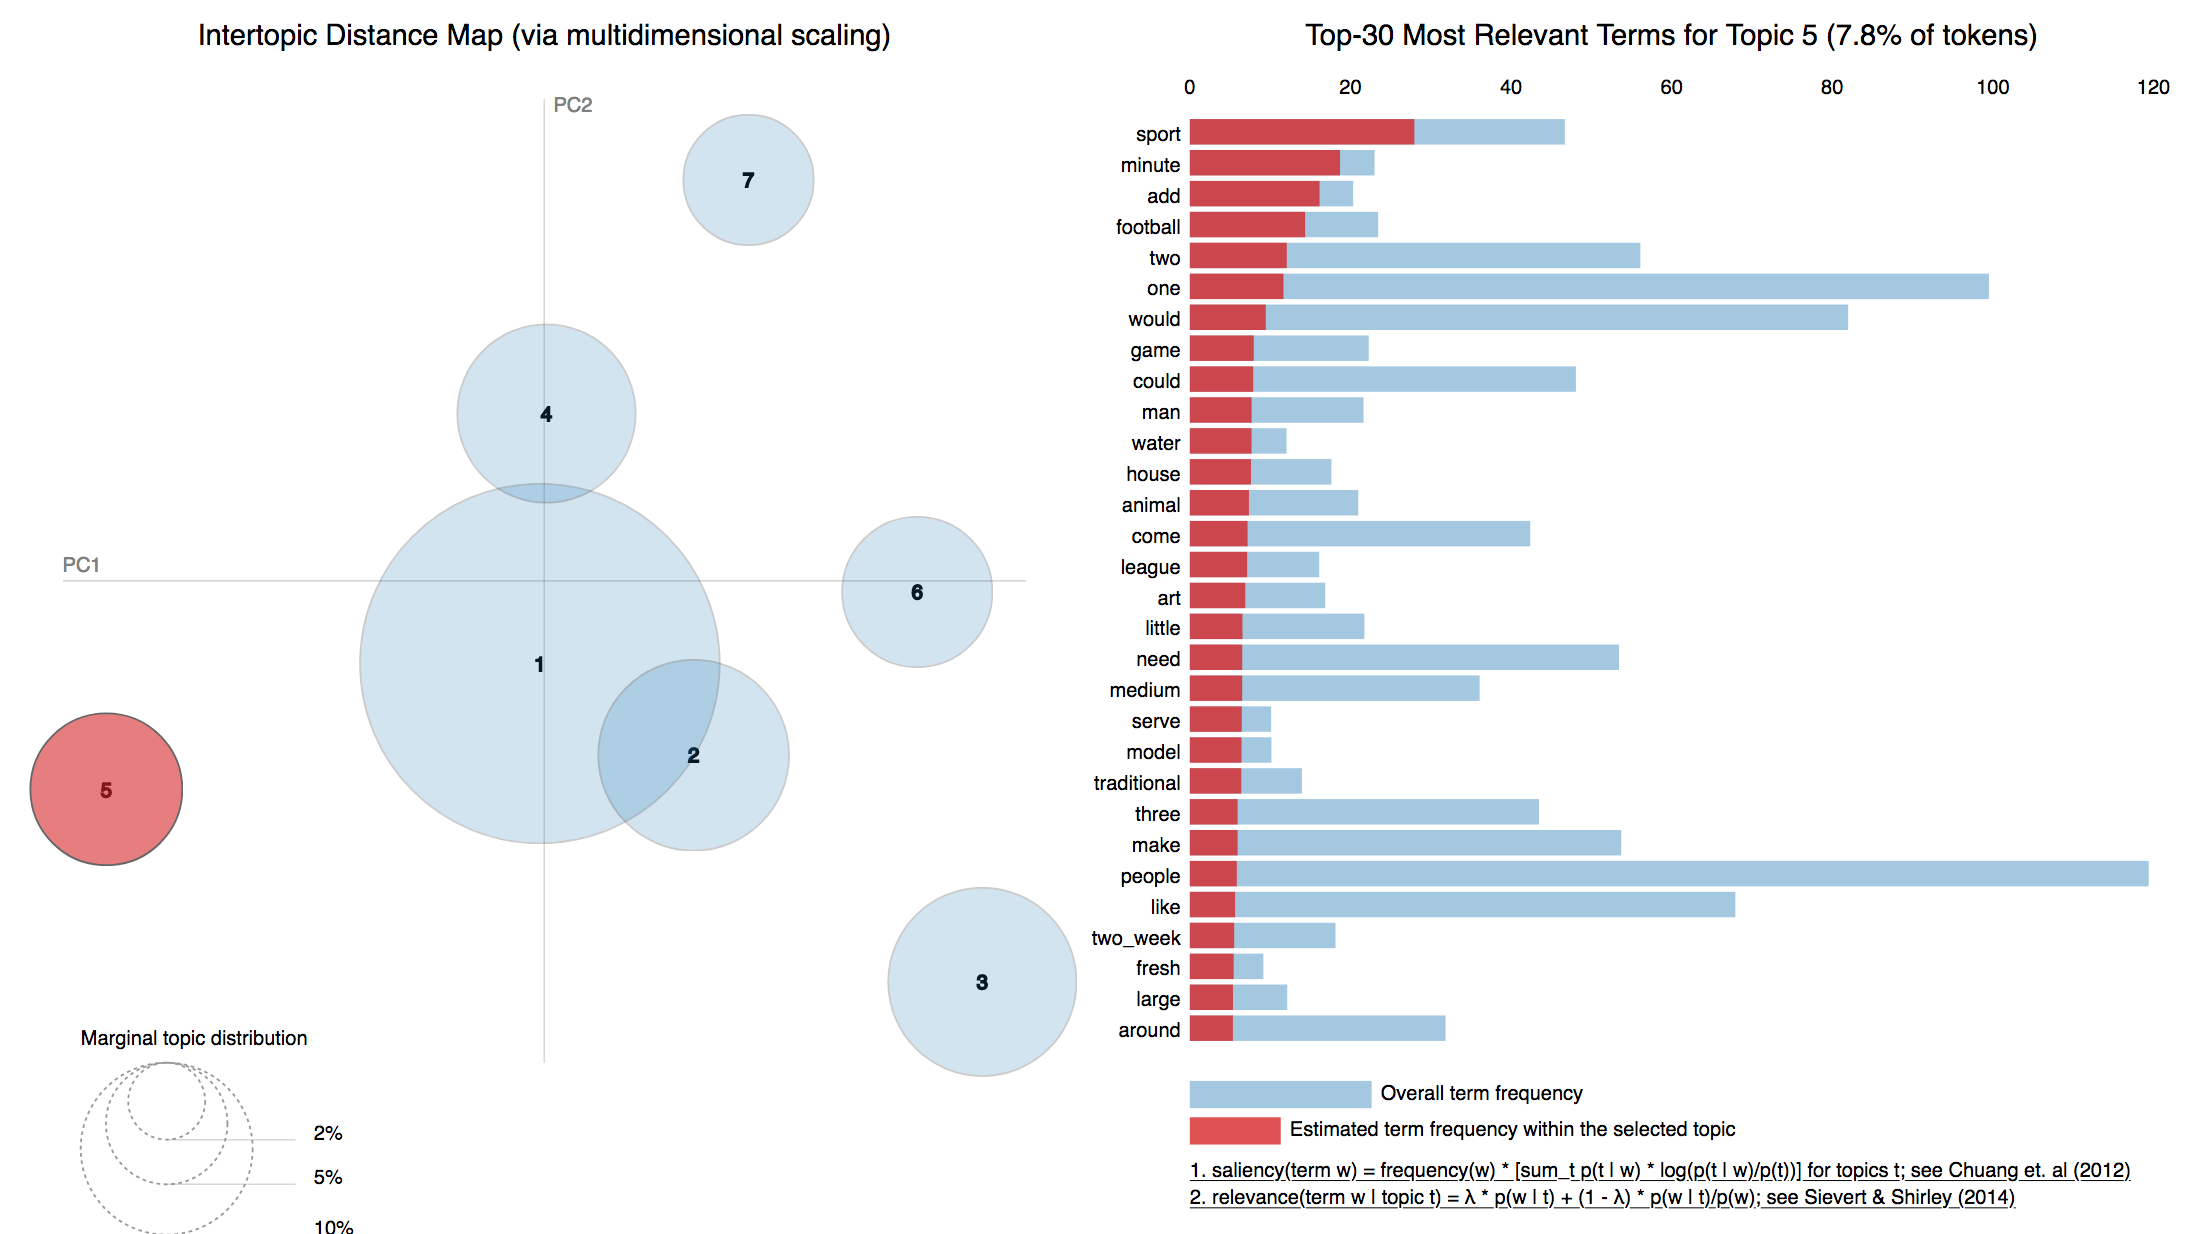 Intertopic Distance Map (via multidimensional scaling)
PC2
PC1
7
4
6
1
2
5
3
Marginal topic distribution
2%
5%
10%
Top-30 Most Relevant Terms for Topic 5 (7.8% of tokens)
0 20 40 60 80 100 120
sport
minute
add
football
two
one
would
game
could
man
water
house
animal
come
league
art
little
need
medium
serve
model
traditional
three
make
people
like
two_week
fresh
large
around
Overall term frequency
Estimated term frequency within the selected topic
1. saliency(term w) = frequency(w) * [sum_t p(t | w) * log(p(t | w)/p(t))] for topics t; see Chuang et. al (2012)
2. relevance(term w | topic t) = λ * p(w | t) + (1 - λ) * p(w | t)/p(w); see Sievert & Shirley (2014)